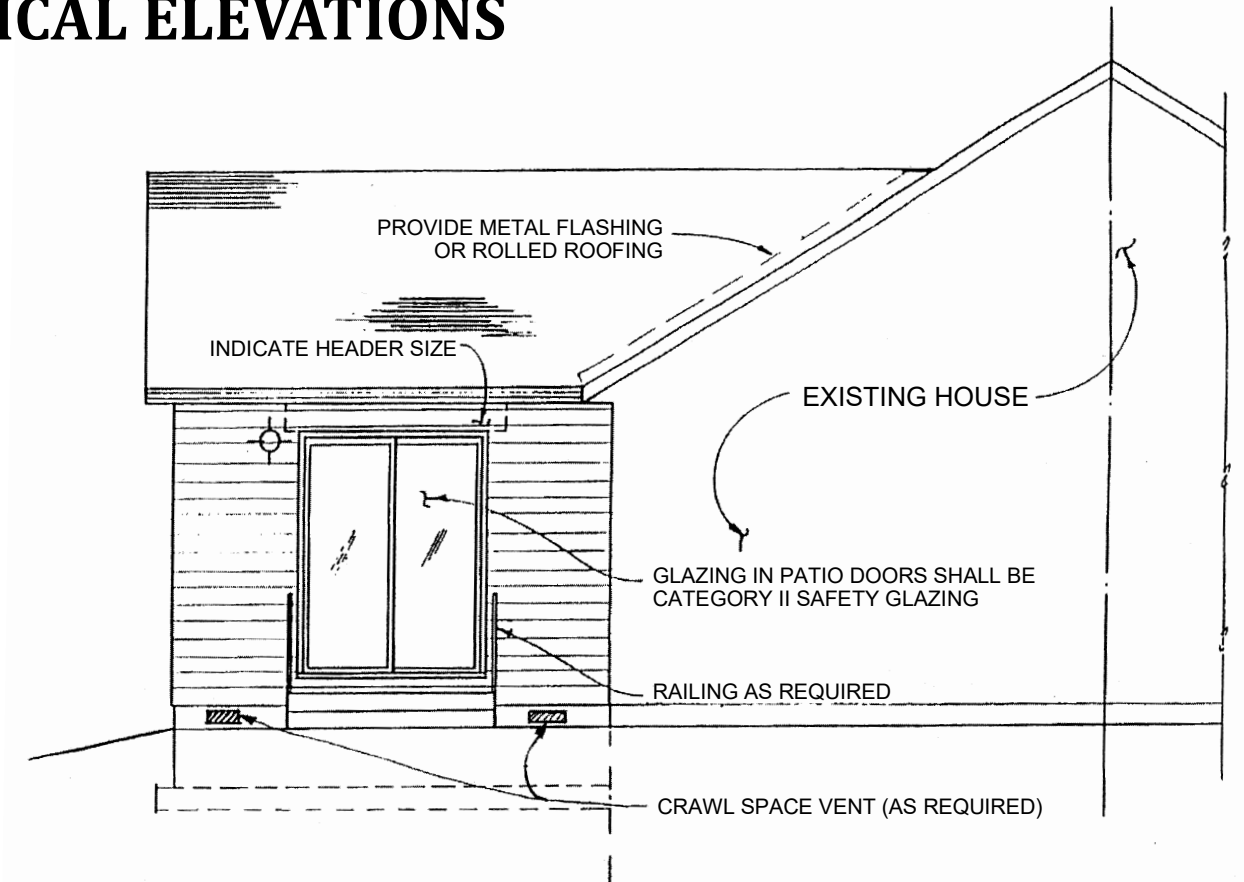 ICAL ELEVATIONS
PROVIDE METAL FLASHING
OR ROLLED ROOFING
INDICATE HEADER SIZE
EXISTING HOUSE
GLAZING IN PATIO DOORS SHALL BE
CATEGORY II SAFETY GLAZING
RAILING AS REQUIRED
CRAWL SPACE VENT (AS REQUIRED)